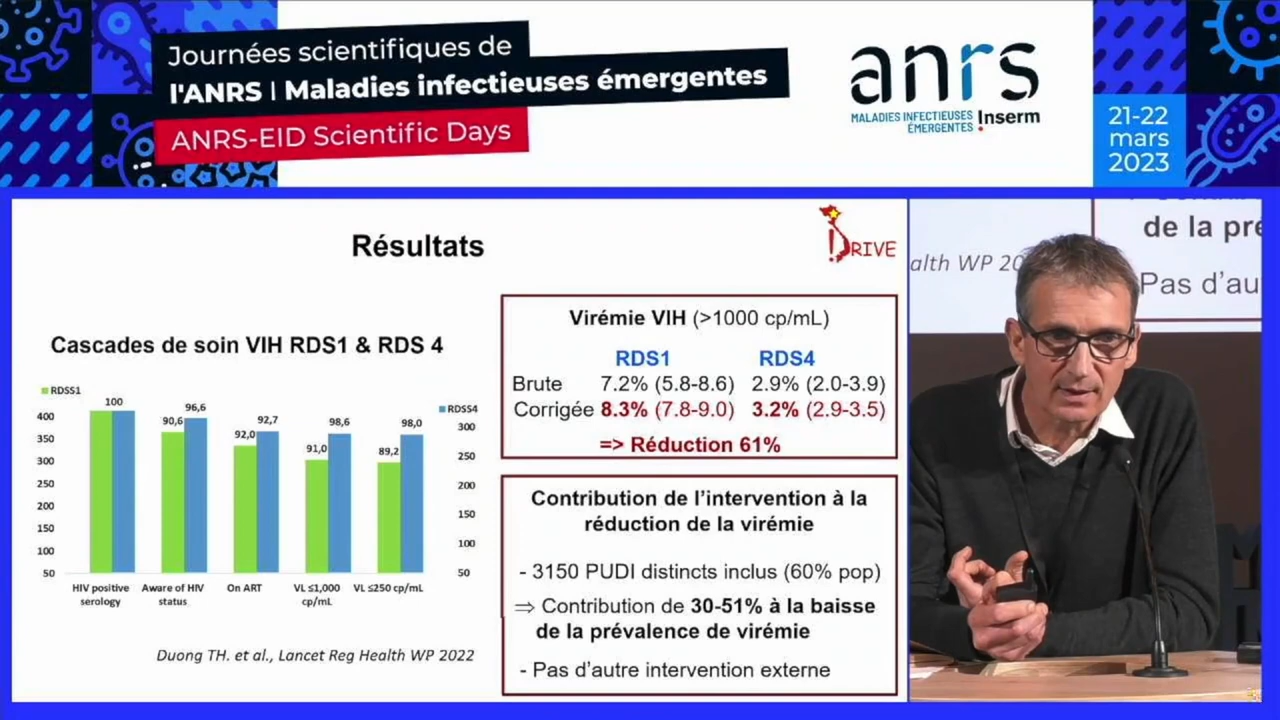 Journées scientifiques de
l'ANRS | Maladies infectieuses émergentes
ANRS-EID Scientific Days
anrs
MALADIES INFECTIEUSES
ÉMERGENTES
Inserm
21-22
mars
2023
Résultats
DRIVE
Cascades de soin VIH RDS1 & RDS 4
RDSS1
RDSS4
400
350
300
250
200
150
100
50
100
90,6
96,6
92,0
92,7
91,0
98,6
89,2
98,0
300
250
200
150
100
50
HIV positive
serology
Aware of HIV
status
On ART
VL ≤1,000
cp/mL
VL ≤250 cp/mL
Duong TH. et al., Lancet Reg Health WP 2022
Virémie VIH (>1000 cp/mL)
RDS1 RDS4
Brute 7.2% (5.8-8.6) 2.9% (2.0-3.9)
Corrigée 8.3% (7.8-9.0) 3.2% (2.9-3.5)
=> Réduction 61%
Contribution de l'intervention à la
réduction de la virémie
- 3150 PUDI distincts inclus (60% pop)
⇒ Contribution de 30-51% à la baisse
de la prévalence de virémie
- Pas d'autre intervention externe
de la pré
alth WP 20
Pas d'au